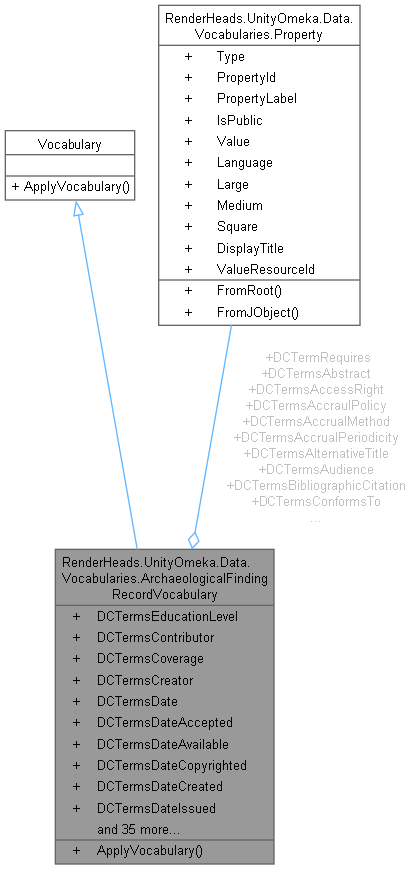 RenderHeads.UnityOmeka.Data.
Vocabularies.Property
+ Type
+ PropertyId
+ PropertyLabel
+ IsPublic
+ Value
+ Language
+ Large
+ Medium
+ Square
+ DisplayTitle
+ ValueResourceId
+ FromRoot()
+ FromJObject()
Vocabulary
+ ApplyVocabulary()
+DCTermRequires
+DCTermsAbstract
+DCTermsAccessRight
+DCTermsAccraulPolicy
+DCTermsAccrualMethod
+DCTermsAccrualPeriodicity
+DCTermsAlternativeTitle
+DCTermsAudience
+DCTermsBibliographicCitation
+DCTermsConformsTo
...
RenderHeads.UnityOmeka.Data.
Vocabularies.ArchaeologicalFinding
RecordVocabulary
+ DCTermsEducationLevel
+ DCTermsContributor
+ DCTermsCoverage
+ DCTermsCreator
+ DCTermsDate
+ DCTermsDateAccepted
+ DCTermsDateAvailable
+ DCTermsDateCopyrighted
+ DCTermsDateCreated
+ DCTermsDateIssued
and 35 more...
+ ApplyVocabulary()